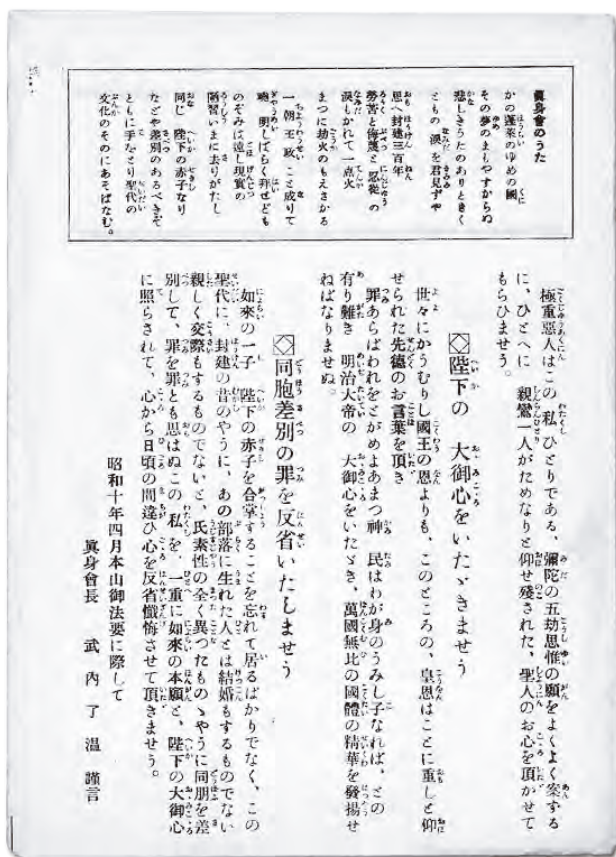 眞身會のうた
かの蓬萊のゆめの國
その夢のまもやすからぬ
悲しきうたのありときく
ともの涙を君見ずや
思へ封建三百年
勞苦と侮蔑と忍從の
涙もかれて一点火
まつに劫火のもえさかる
一朝王政こと成りて
曉明しばらく拜せども
のぞみは遠し現實の
陋習いまに去りがたし
同じ陛下の赤子なり
などや差別のあるべきぞ
ともに手をとり聖代の
文化のそのにあそばなむ。
極重惡人はこの私ひとりである、彌陀の五劫思惟の願をよくよく案ずる
に、ひとへに親鸞一人がためなりと仰せ殘された、聖人のお心を頂かせて
もらひませう。
◇陛下の大御心をいたゞきませう
世々にかうむりし國王の恩よりも、このところの、皇恩はことに重しと仰
せられた先德のお言葉を頂き
罪あらばわれをとがめよあまつ神 民はわが身のうみし子なれば、との
有り難き 明治大帝の 大御心をいたゞき、萬國無比の國體の精華を發揚せ
ねばなりませぬ。
◇同胞差別の罪を反省いたしませう
如來の一子 陛下の赤子を合掌することを忘れて居るばかりでなく、この
聖代に、封建の昔のやうに、あの部落に生れた人とは結婚もするものでない
親しく交際もするものでないと、氏素性の全く異つたものゝやうに同朋を差
別して、罪を罪とも思はぬこの私を、一重に如來の本願と、陛下の大御心
に照らされて、心から日頃の間違ひ心を反省懺悔させて頂きませう。
昭和十年四月本山御法要に際して
眞身會長 武内了溫 謹言